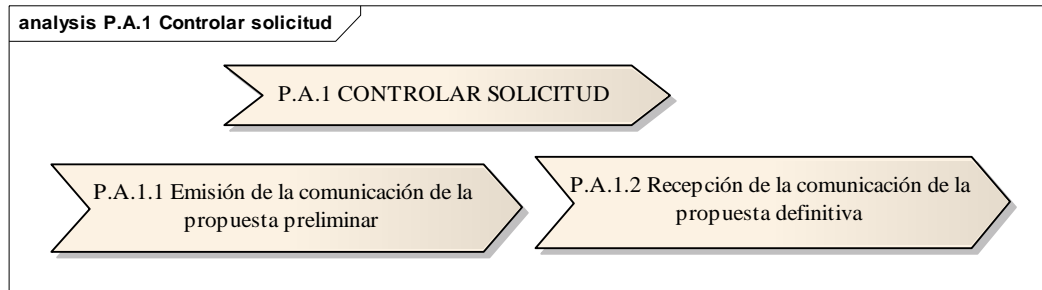 analysis P.A.1 Controlar solicitud
P.A.1 CONTROLAR SOLICITUD
P.A.1.1 Emisión de la comunicación de la
propuesta preliminar
P.A.1.2 Recepción de la comunicación de la
propuesta definitiva